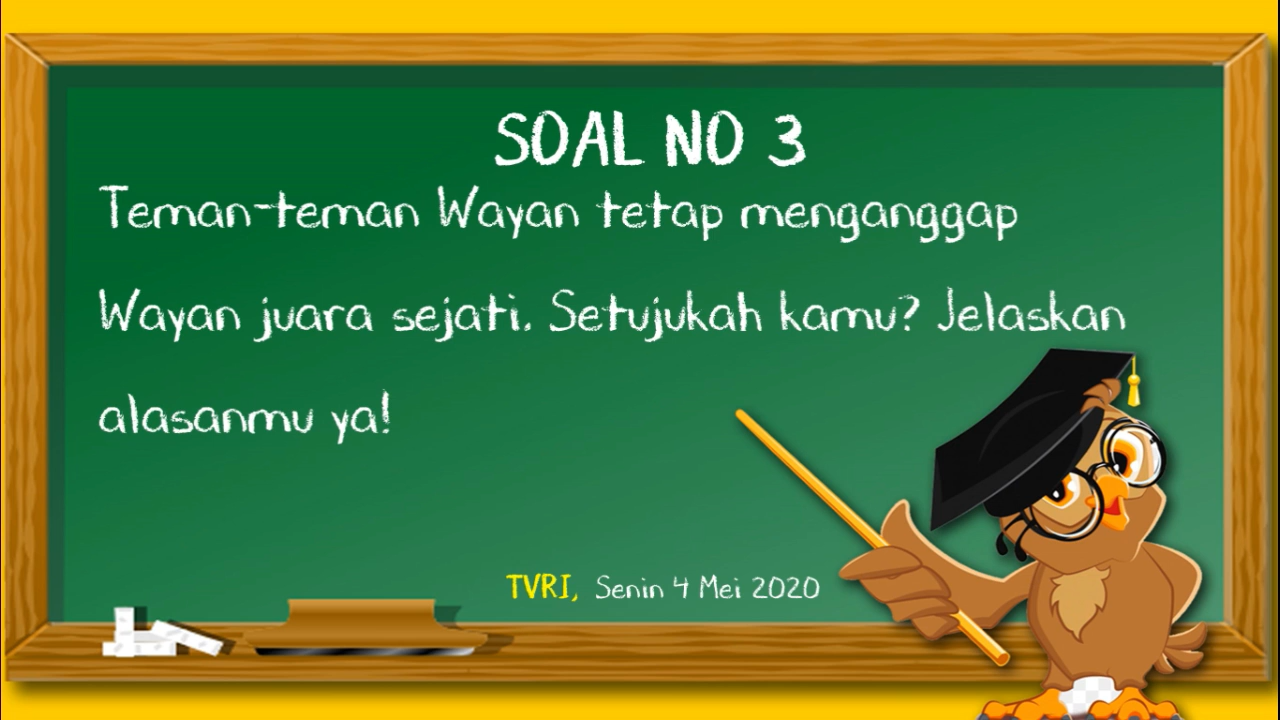 SOAL NO 3
Teman-teman Wayan tetap menganggap
Wayan juara sejati. Setujukah kamu? Jelaskan
alasanmu ya!
TVRI, Senin 4 Mei 2020